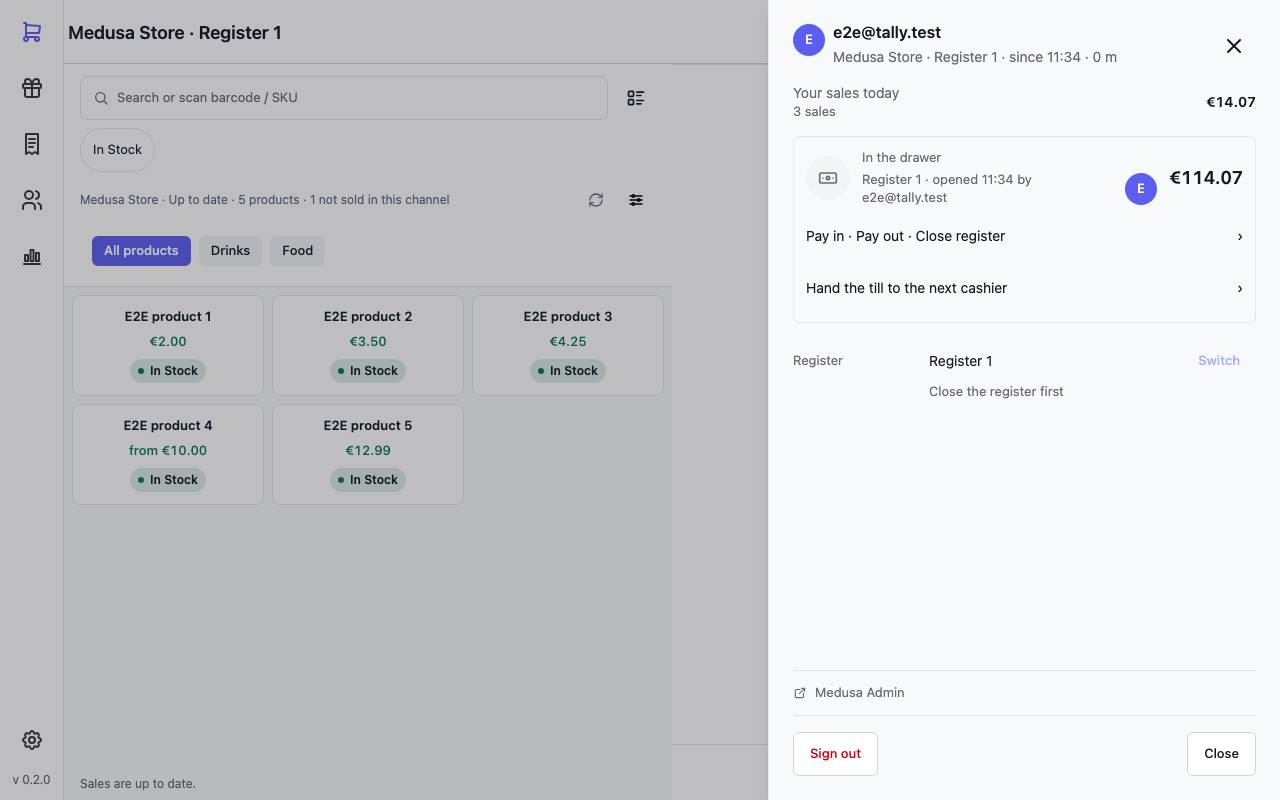 Medusa Store · Register 1
Search or scan barcode / SKU
In Stock
Medusa Store · Up to date · 5 products · 1 not sold in this channel
All products
Drinks
Food
E2E product 1
€2.00
In Stock
E2E product 2
€3.50
In Stock
E2E product 3
€4.25
In Stock
E2E product 4
from €10.00
In Stock
E2E product 5
€12.99
In Stock
v 0.2.0
Sales are up to date.
E
e2e@tally.test
Medusa Store · Register 1 · since 11:34 · 0 m
Your sales today
3 sales
€14.07
In the drawer
Register 1 · opened 11:34 by
e2e@tally.test
E
€114.07
Pay in · Pay out · Close register ›
Hand the till to the next cashier ›
Register
Register 1
Switch
Close the register first
Medusa Admin
Sign out
Close